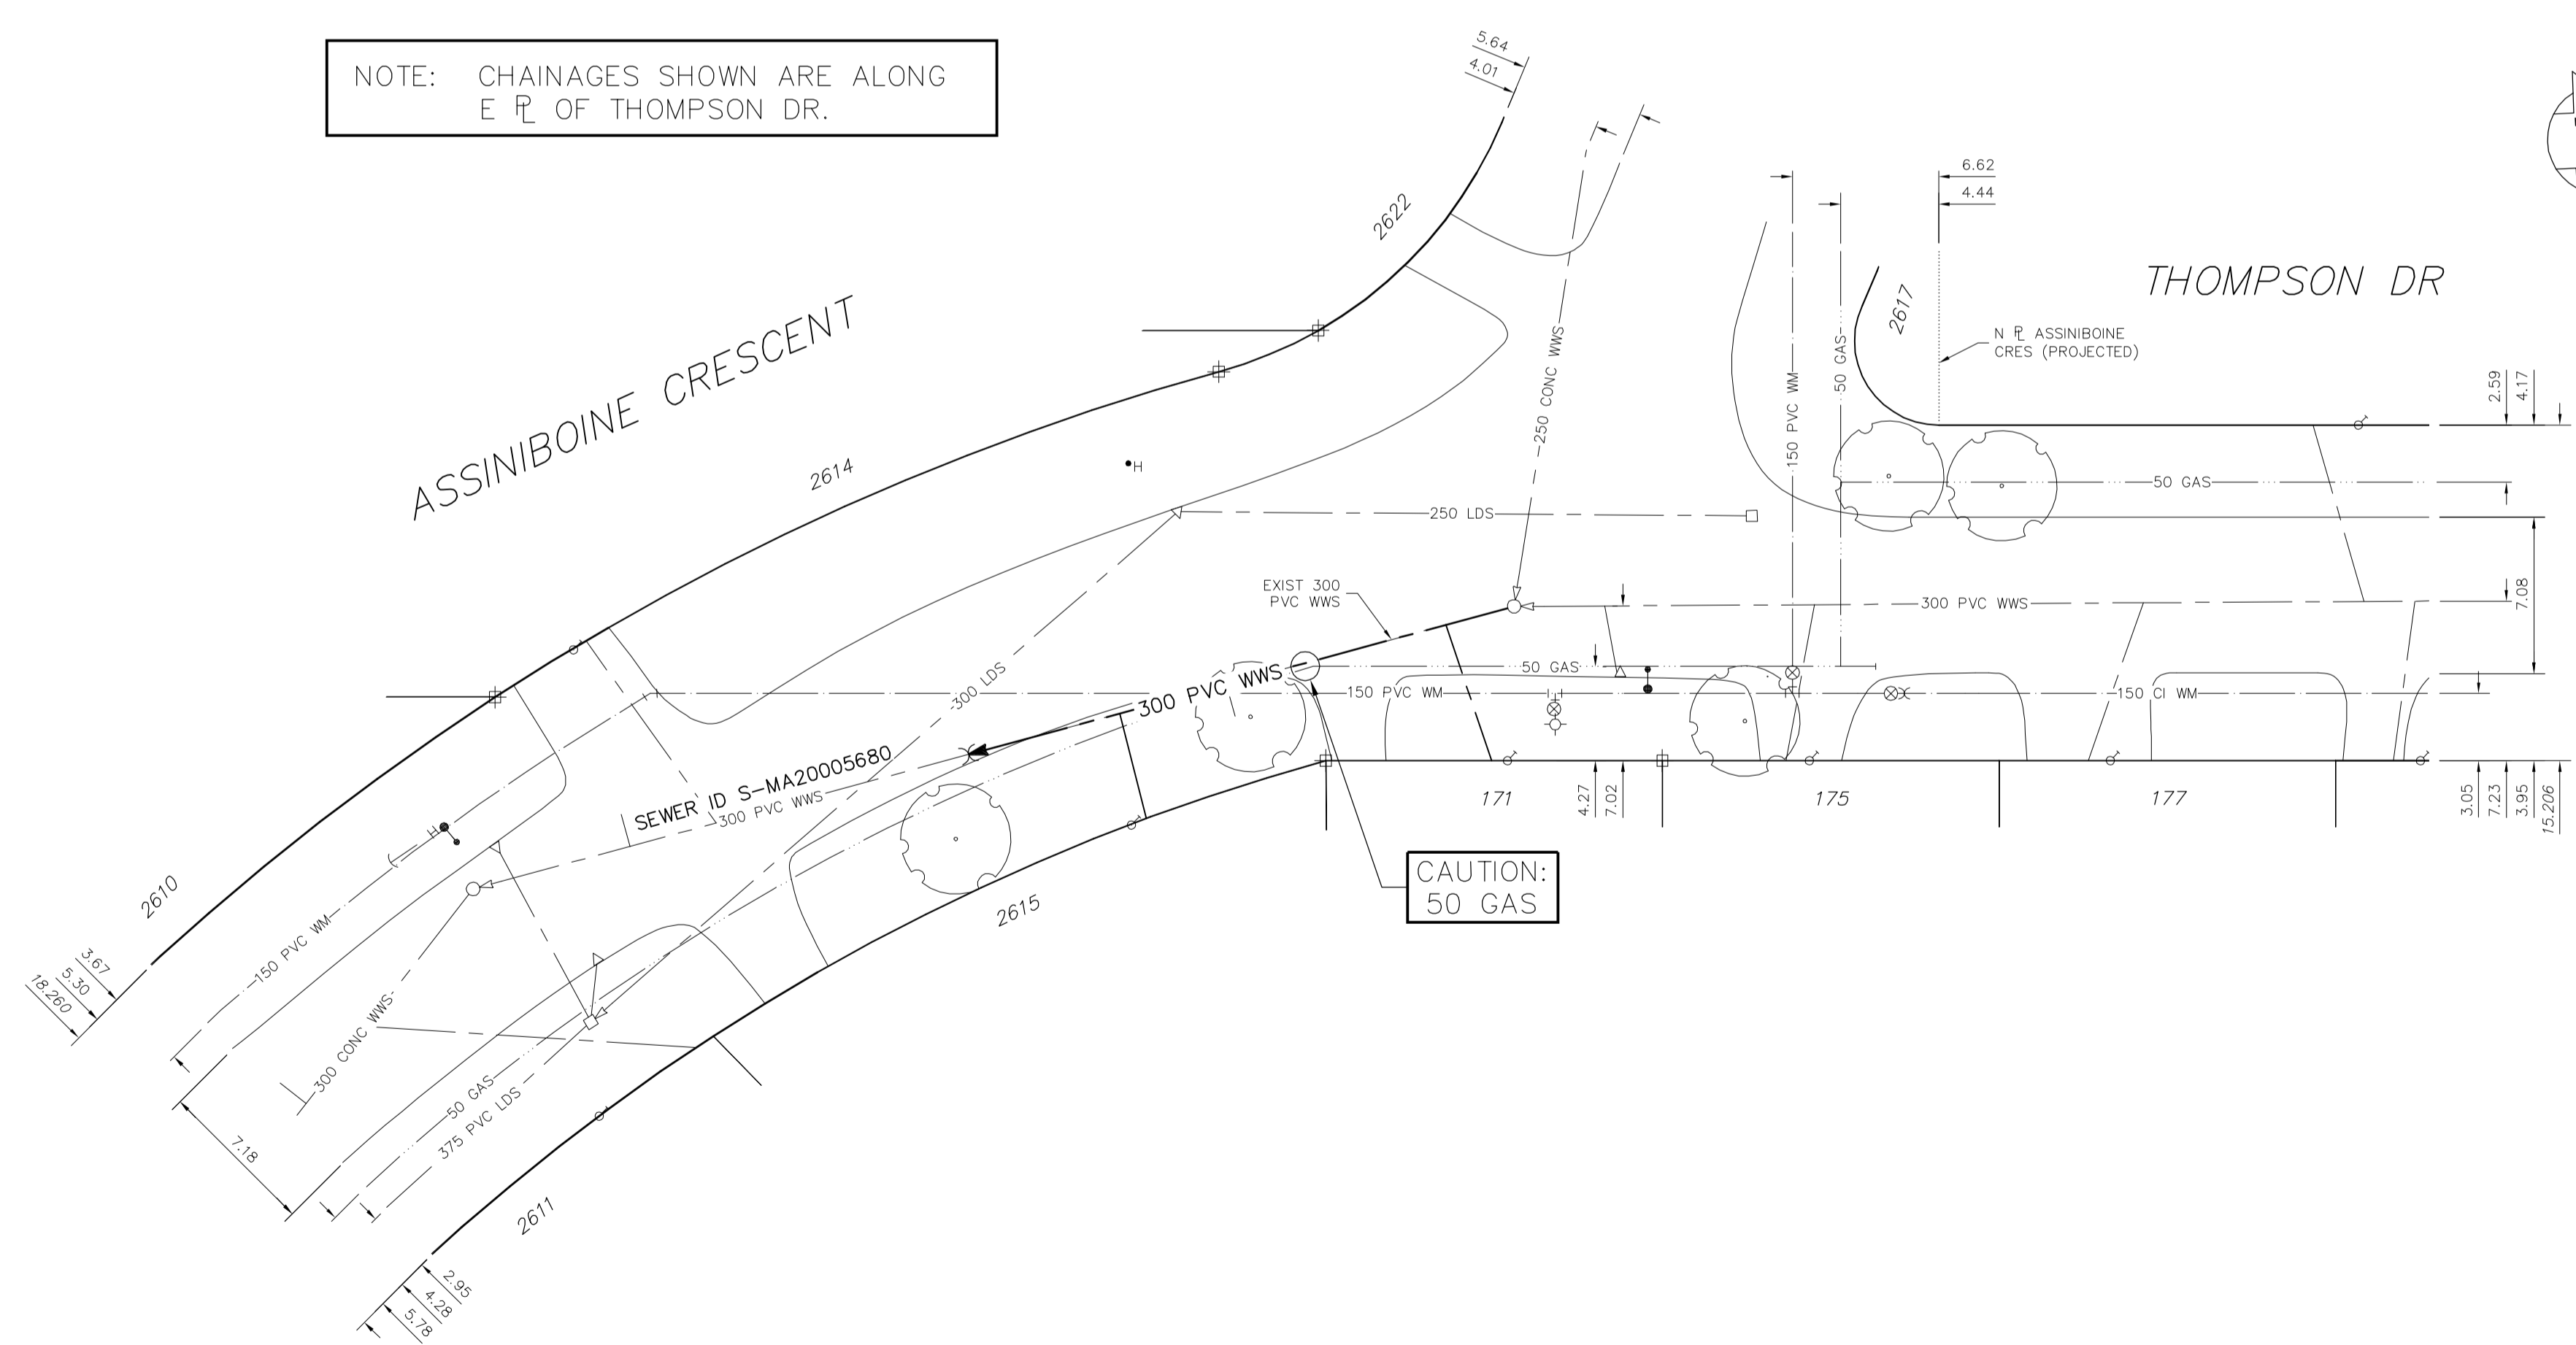 NOTE: CHAINAGES SHOWN ARE ALONG
E ⅊ OF THOMPSON DR.
5.64
4.01
6.62
4.44
2622
THOMPSON DR
2617
N ⅊ ASSINIBOINE
CRES (PROJECTED)
ASSINIBOINE CRESCENT
250 CONC WWS
150 PVC WM
50 GAS
2.59
4.17
2614
H
50 GAS
250 LDS
EXIST 300
PVC WWS
300 PVC WWS
7.08
300 LDS
300 PVC WWS
50 GAS
150 PVC WM
150 CI WM
SEWER ID S-MA20005680
300 PVC WWS
H
171
175
177
4.27
7.02
3.05
7.23
3.95
15.206
CAUTION:
50 GAS
2610
2615
150 PVC WM
3.67
5.30
18.260
300 CONC WWS
50 GAS
375 PVC LDS
7.18
2611
2.95
4.28
5.78